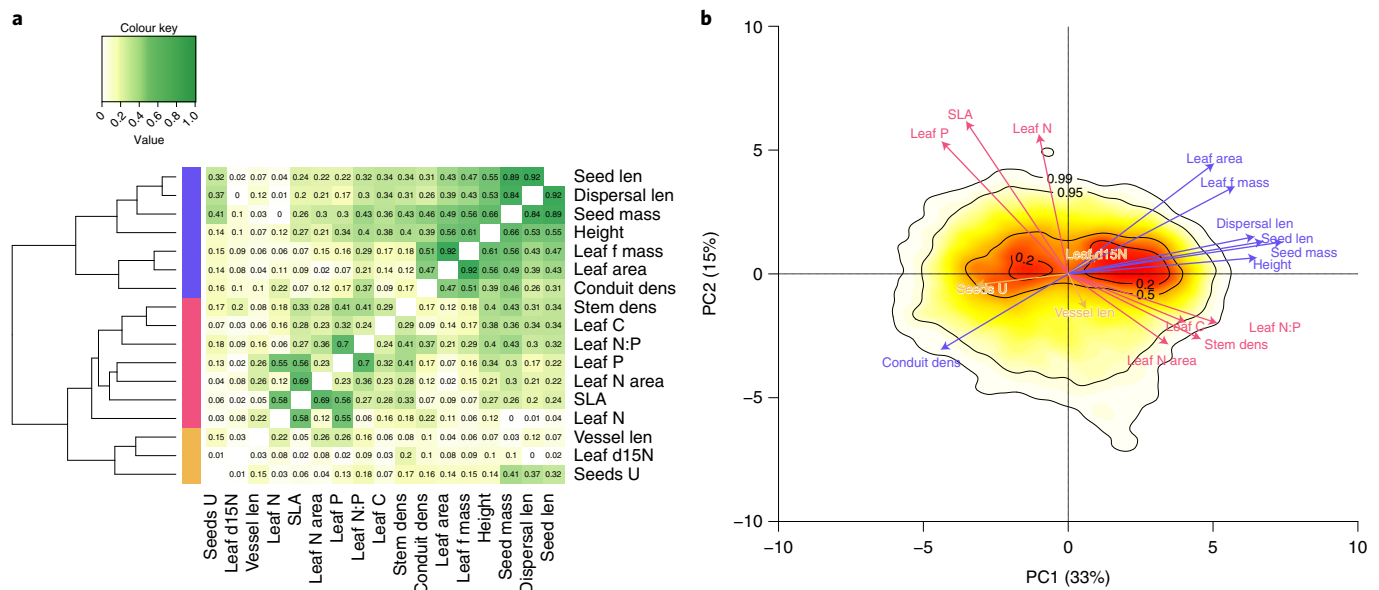 a
Colour key
0 0.2 0.4 0.6 0.8 1.0
Value
0.32 0.02 0.07 0.04 0.24 0.22 0.22 0.32 0.34 0.34 0.31 0.43 0.47 0.55 0.89 0.92 Seed len
0.37 0 0.12 0.01 0.2 0.21 0.17 0.3 0.34 0.31 0.26 0.39 0.43 0.53 0.84 0.92 Dispersal len
0.41 0.1 0.03 0 0.26 0.3 0.3 0.43 0.36 0.43 0.46 0.49 0.56 0.66 0.84 0.89 Seed mass
0.14 0.1 0.07 0.12 0.27 0.21 0.34 0.4 0.38 0.4 0.39 0.56 0.61 0.66 0.53 0.55 Height
0.15 0.09 0.06 0.06 0.07 0.15 0.16 0.29 0.17 0.18 0.51 0.92 0.61 0.56 0.43 0.47 Leaf f mass
0.14 0.08 0.04 0.11 0.09 0.02 0.07 0.21 0.14 0.12 0.47 0.92 0.56 0.49 0.39 0.43 Leaf area
0.16 0.1 0.1 0.22 0.07 0.12 0.17 0.37 0.09 0.17 0.47 0.51 0.39 0.46 0.26 0.31 Conduit dens
0.17 0.2 0.08 0.18 0.33 0.28 0.41 0.41 0.29 0.17 0.12 0.18 0.4 0.43 0.31 0.34 Stem dens
0.07 0.03 0.06 0.16 0.28 0.23 0.32 0.24 0.29 0.09 0.14 0.17 0.38 0.36 0.34 0.34 Leaf C
0.18 0.09 0.16 0.06 0.27 0.36 0.7 0.24 0.41 0.37 0.21 0.29 0.4 0.43 0.3 0.32 Leaf N:P
0.13 0.02 0.26 0.55 0.56 0.23 0.7 0.32 0.41 0.17 0.07 0.16 0.34 0.3 0.17 0.22 Leaf P
0.04 0.08 0.26 0.12 0.69 0.23 0.36 0.23 0.28 0.12 0.02 0.15 0.21 0.3 0.21 0.22 Leaf N area
0.06 0.02 0.05 0.58 0.69 0.56 0.27 0.28 0.33 0.07 0.09 0.07 0.27 0.26 0.2 0.24 SLA
0.03 0.08 0.22 0.58 0.12 0.55 0.06 0.16 0.18 0.22 0.11 0.06 0.12 0 0.01 0.04 Leaf N
0.15 0.03 0.22 0.05 0.26 0.26 0.16 0.06 0.08 0.1 0.04 0.06 0.07 0.03 0.12 0.07 Vessel len
0.01 0.03 0.08 0.02 0.08 0.02 0.09 0.03 0.2 0.1 0.08 0.09 0.1 0.1 0 0.02 Leaf d15N
0.01 0.15 0.03 0.06 0.04 0.13 0.18 0.07 0.17 0.16 0.14 0.15 0.14 0.41 0.37 0.32 Seeds U
Seeds U
Leaf d15N
Vessel len
Leaf N
SLA
Leaf N area
Leaf P
Leaf N:P
Leaf C
Stem dens
Conduit dens
Leaf area
Leaf f mass
Height
Seed mass
Dispersal len
Seed len
b
10
5
0
−5
−10
PC2 (15%)
SLA
Leaf P
Leaf N
Leaf area
Leaf f mass
0.99
0.95
Dispersal len
Seed len
Seed mass
Height
Leaf d15N
0.2
0.2
0.5
Seeds U
Vessel len
Leaf C
Leaf N:P
Stem dens
Leaf N area
Conduit dens
−10 −5 0 5 10
PC1 (33%)